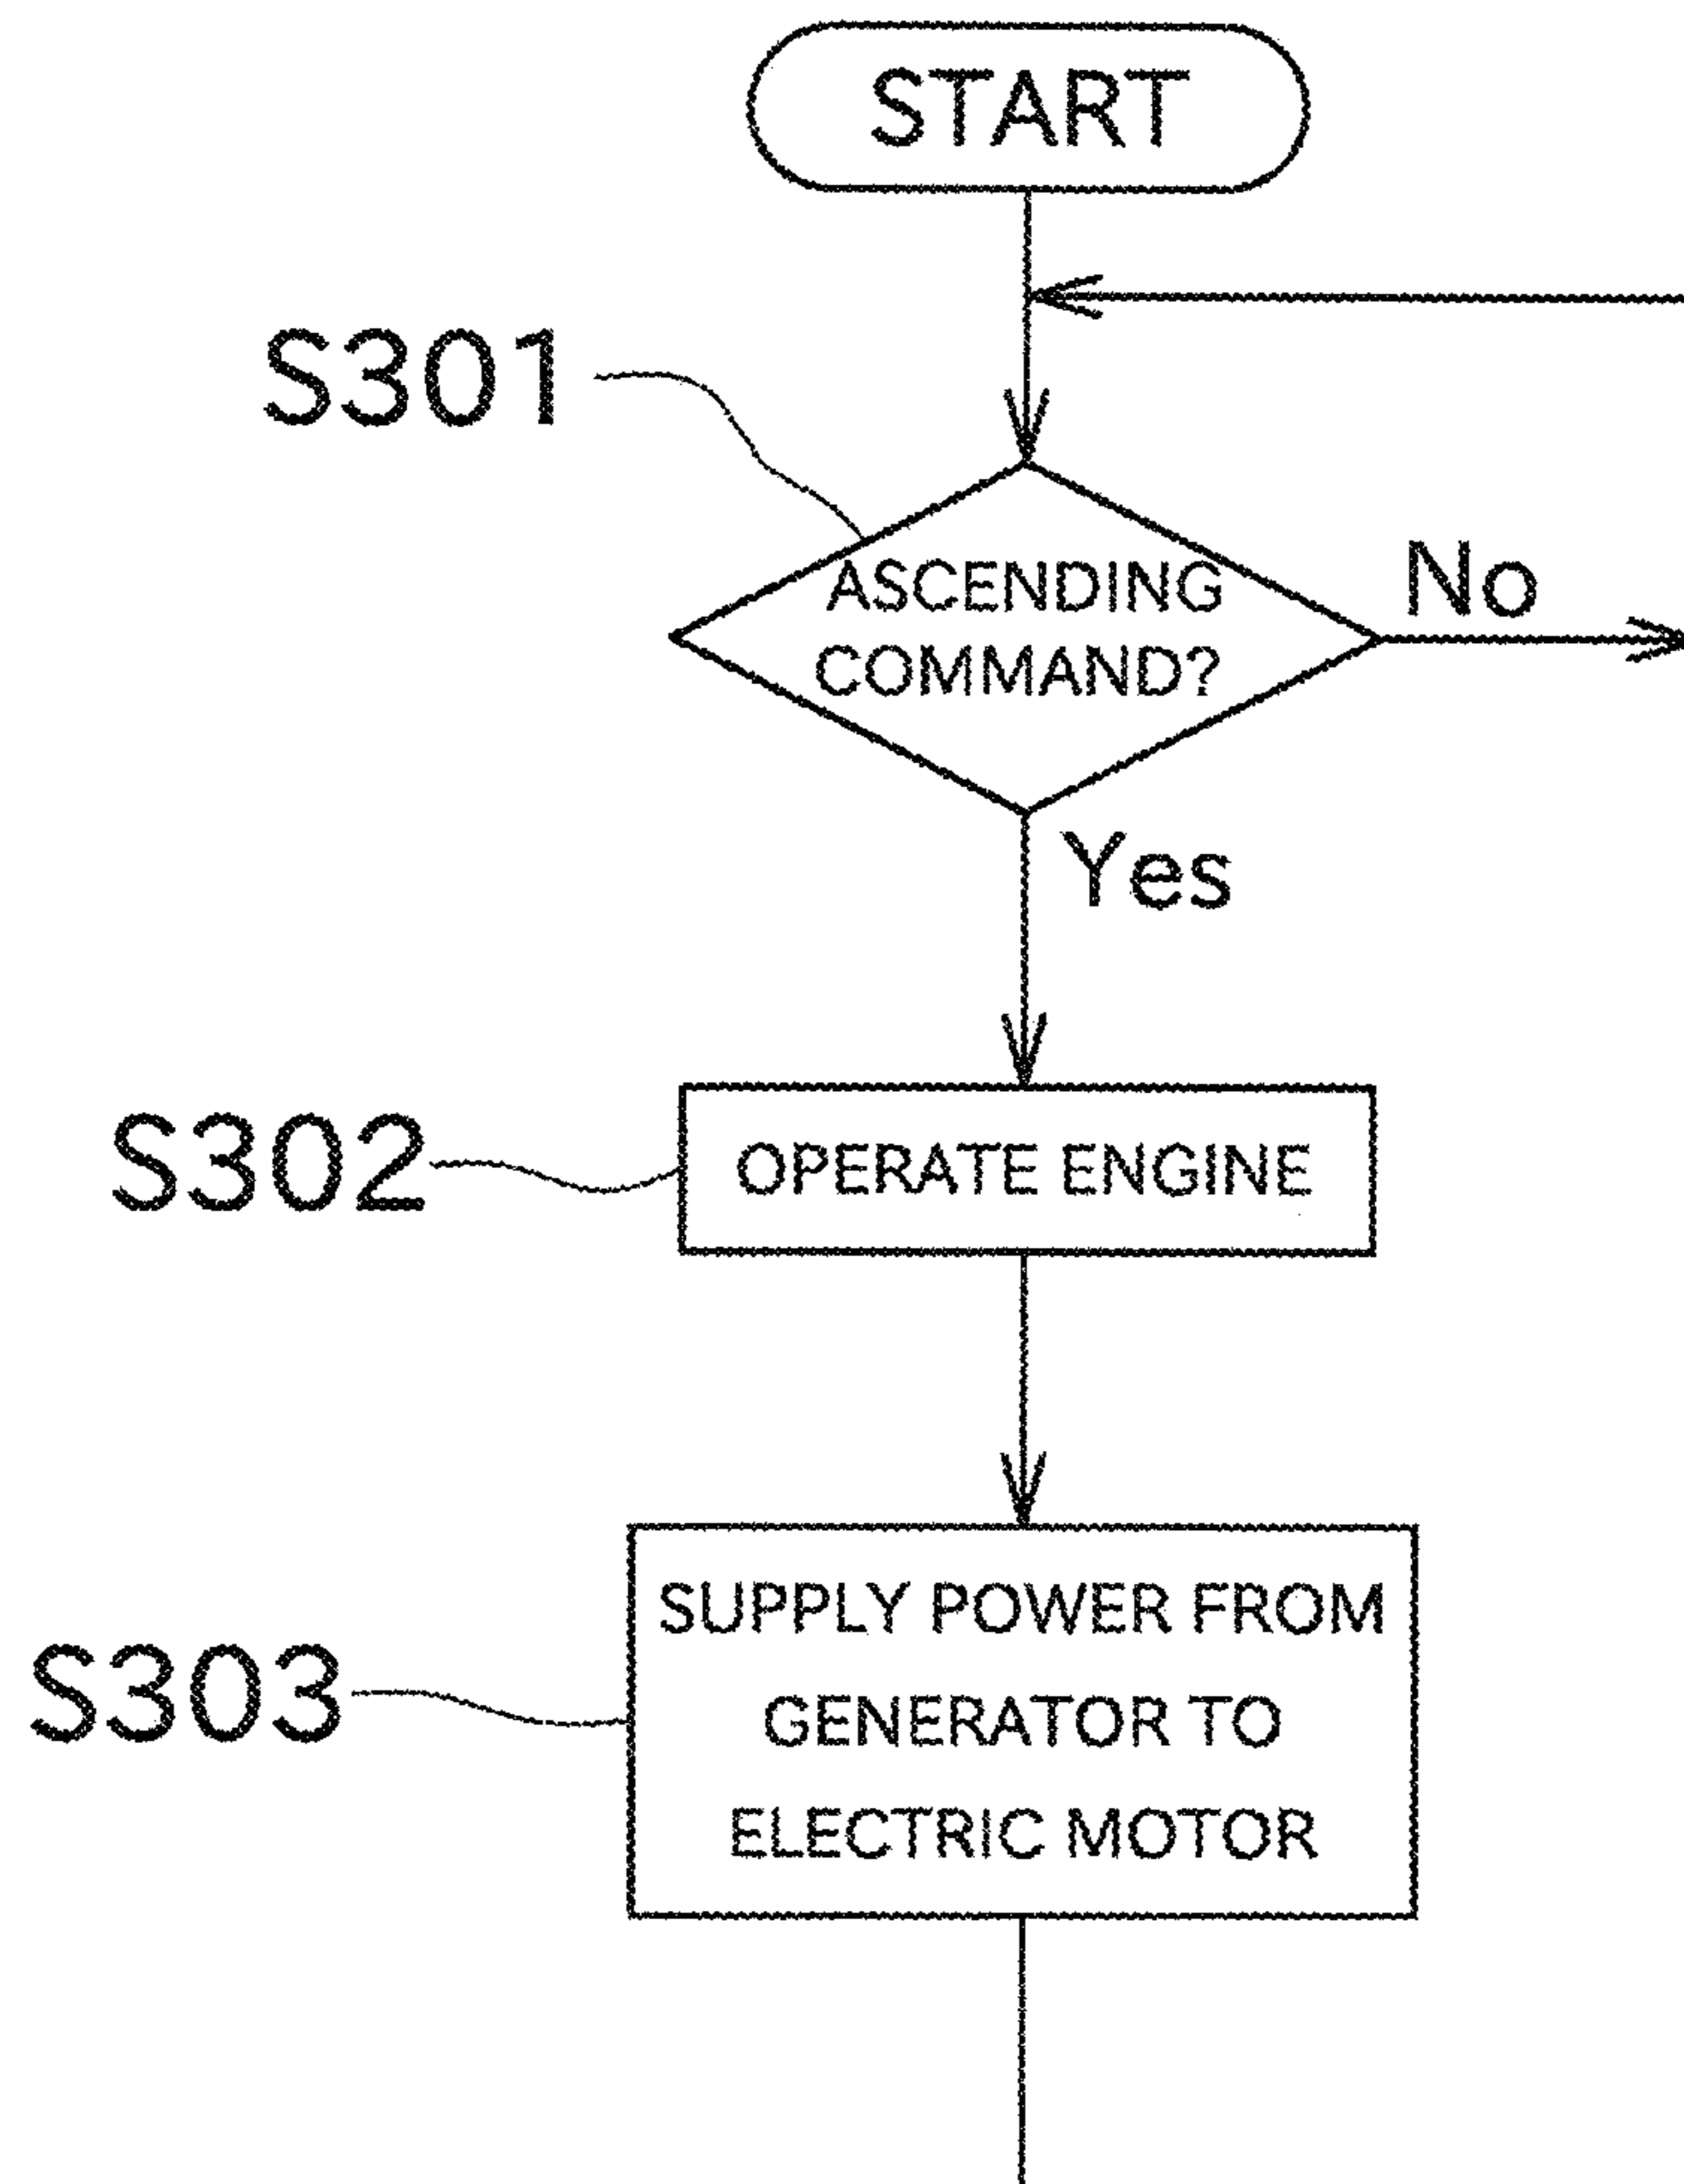 START
S301
ASCENDING
COMMAND?
No
Yes
S302
OPERATE ENGINE
S303
SUPPLY POWER FROM
GENERATOR TO
ELECTRIC MOTOR